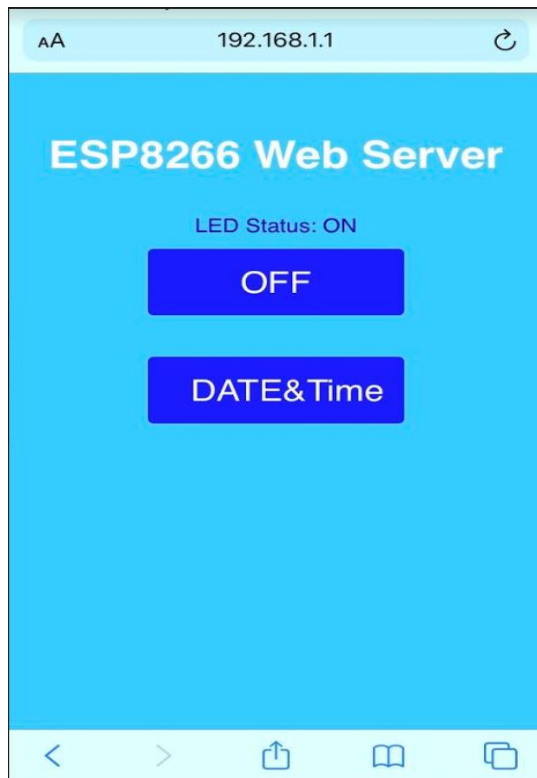 AA 192.168.1.1
ESP8266 Web Server
LED Status: ON
OFF
DATE&Time